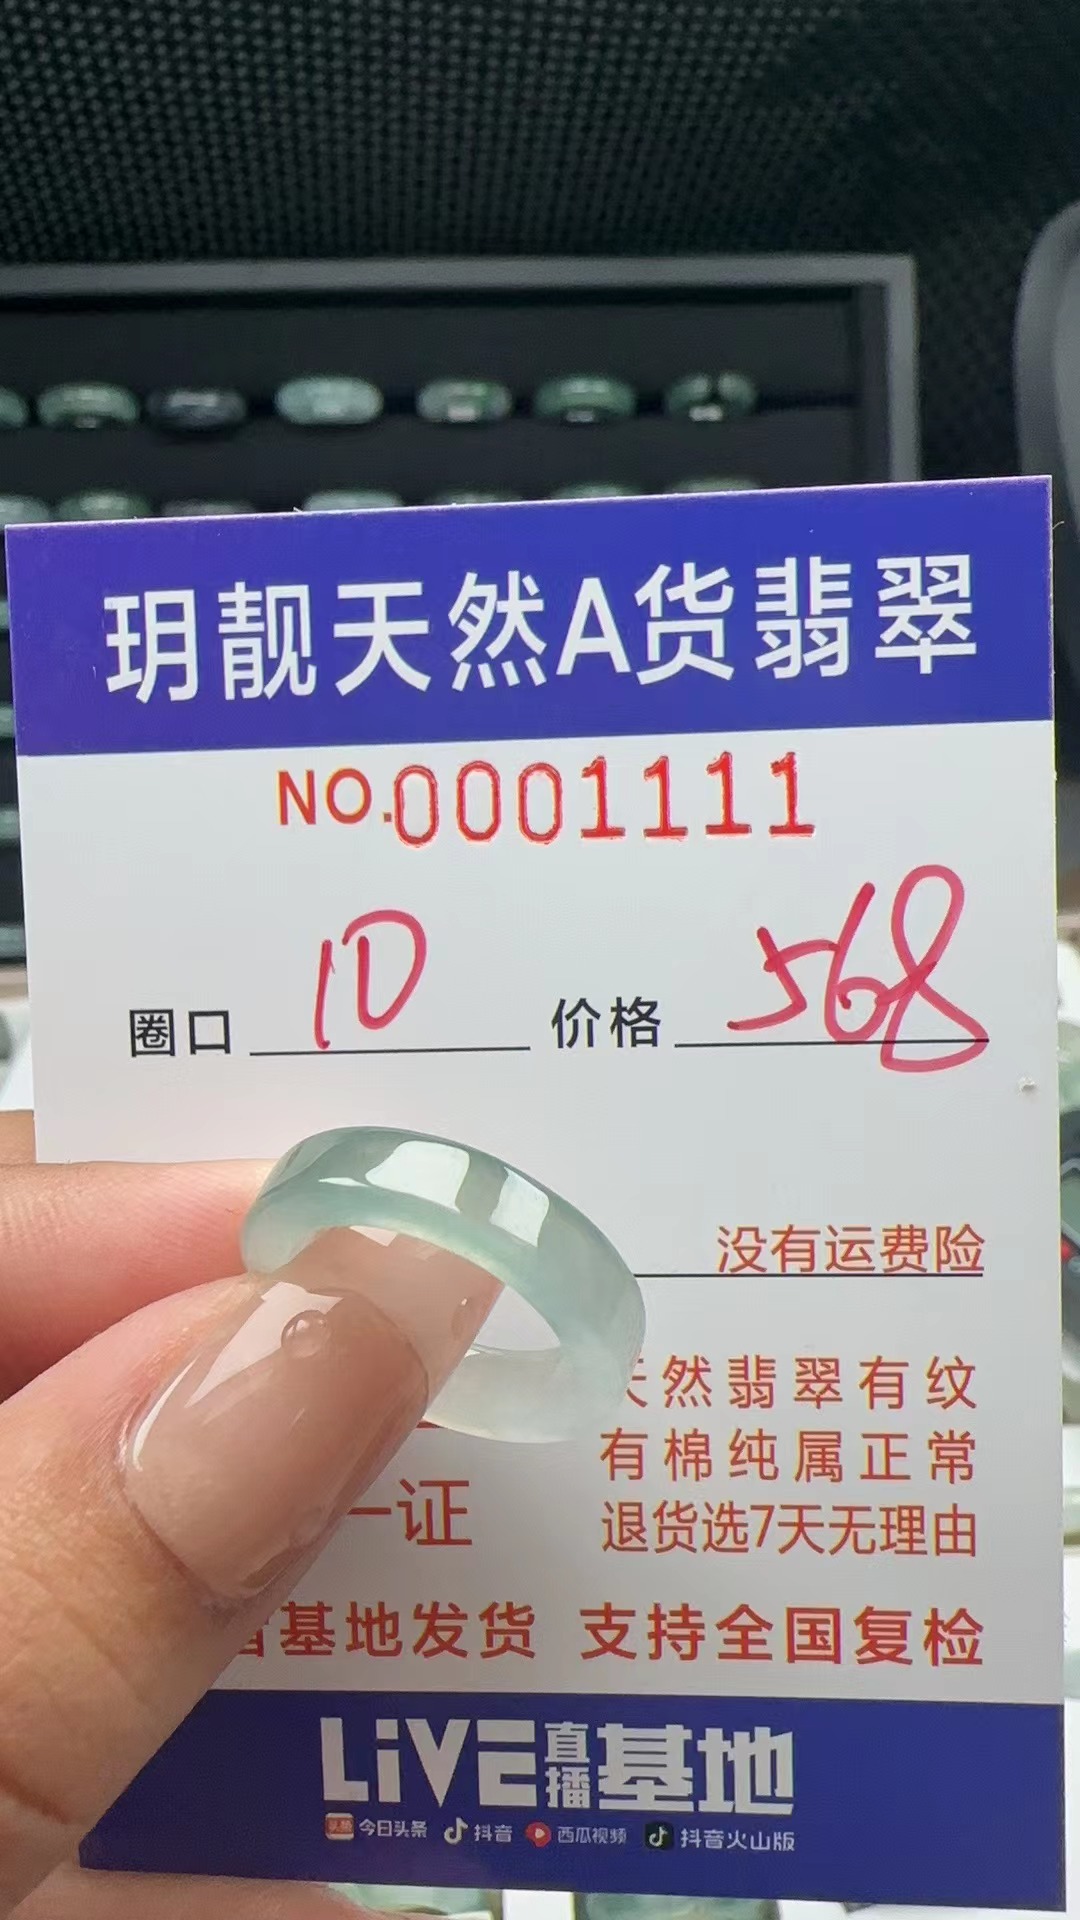 玥靓天然A货翡翠
NO.0001111
圈口 10 价格 568
没有运费险
然翡翠有纹
有棉纯属正常
一证
退货选7天无理由
基地发货 支持全国复检
LiVE直播基地
头条 今日头条 抖音 西瓜视频 抖音火山版